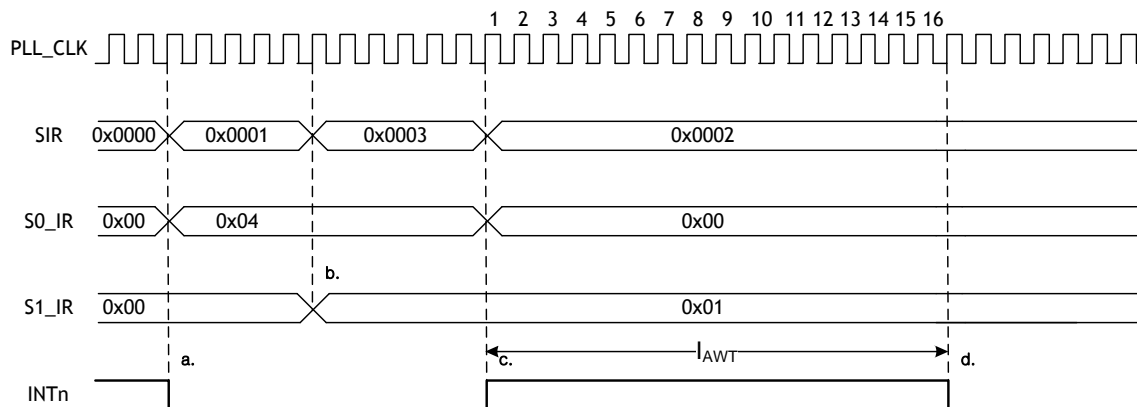 1 2 3 4 5 6 7 8 9 10 11 12 13 14 15 16
PLL_CLK
SIR 0x0000 0x0001 0x0003 0x0002
S0_IR 0x00 0x04 0x00
b.
S1_IR 0x00 0x01
a. c. IAWT d.
INTn